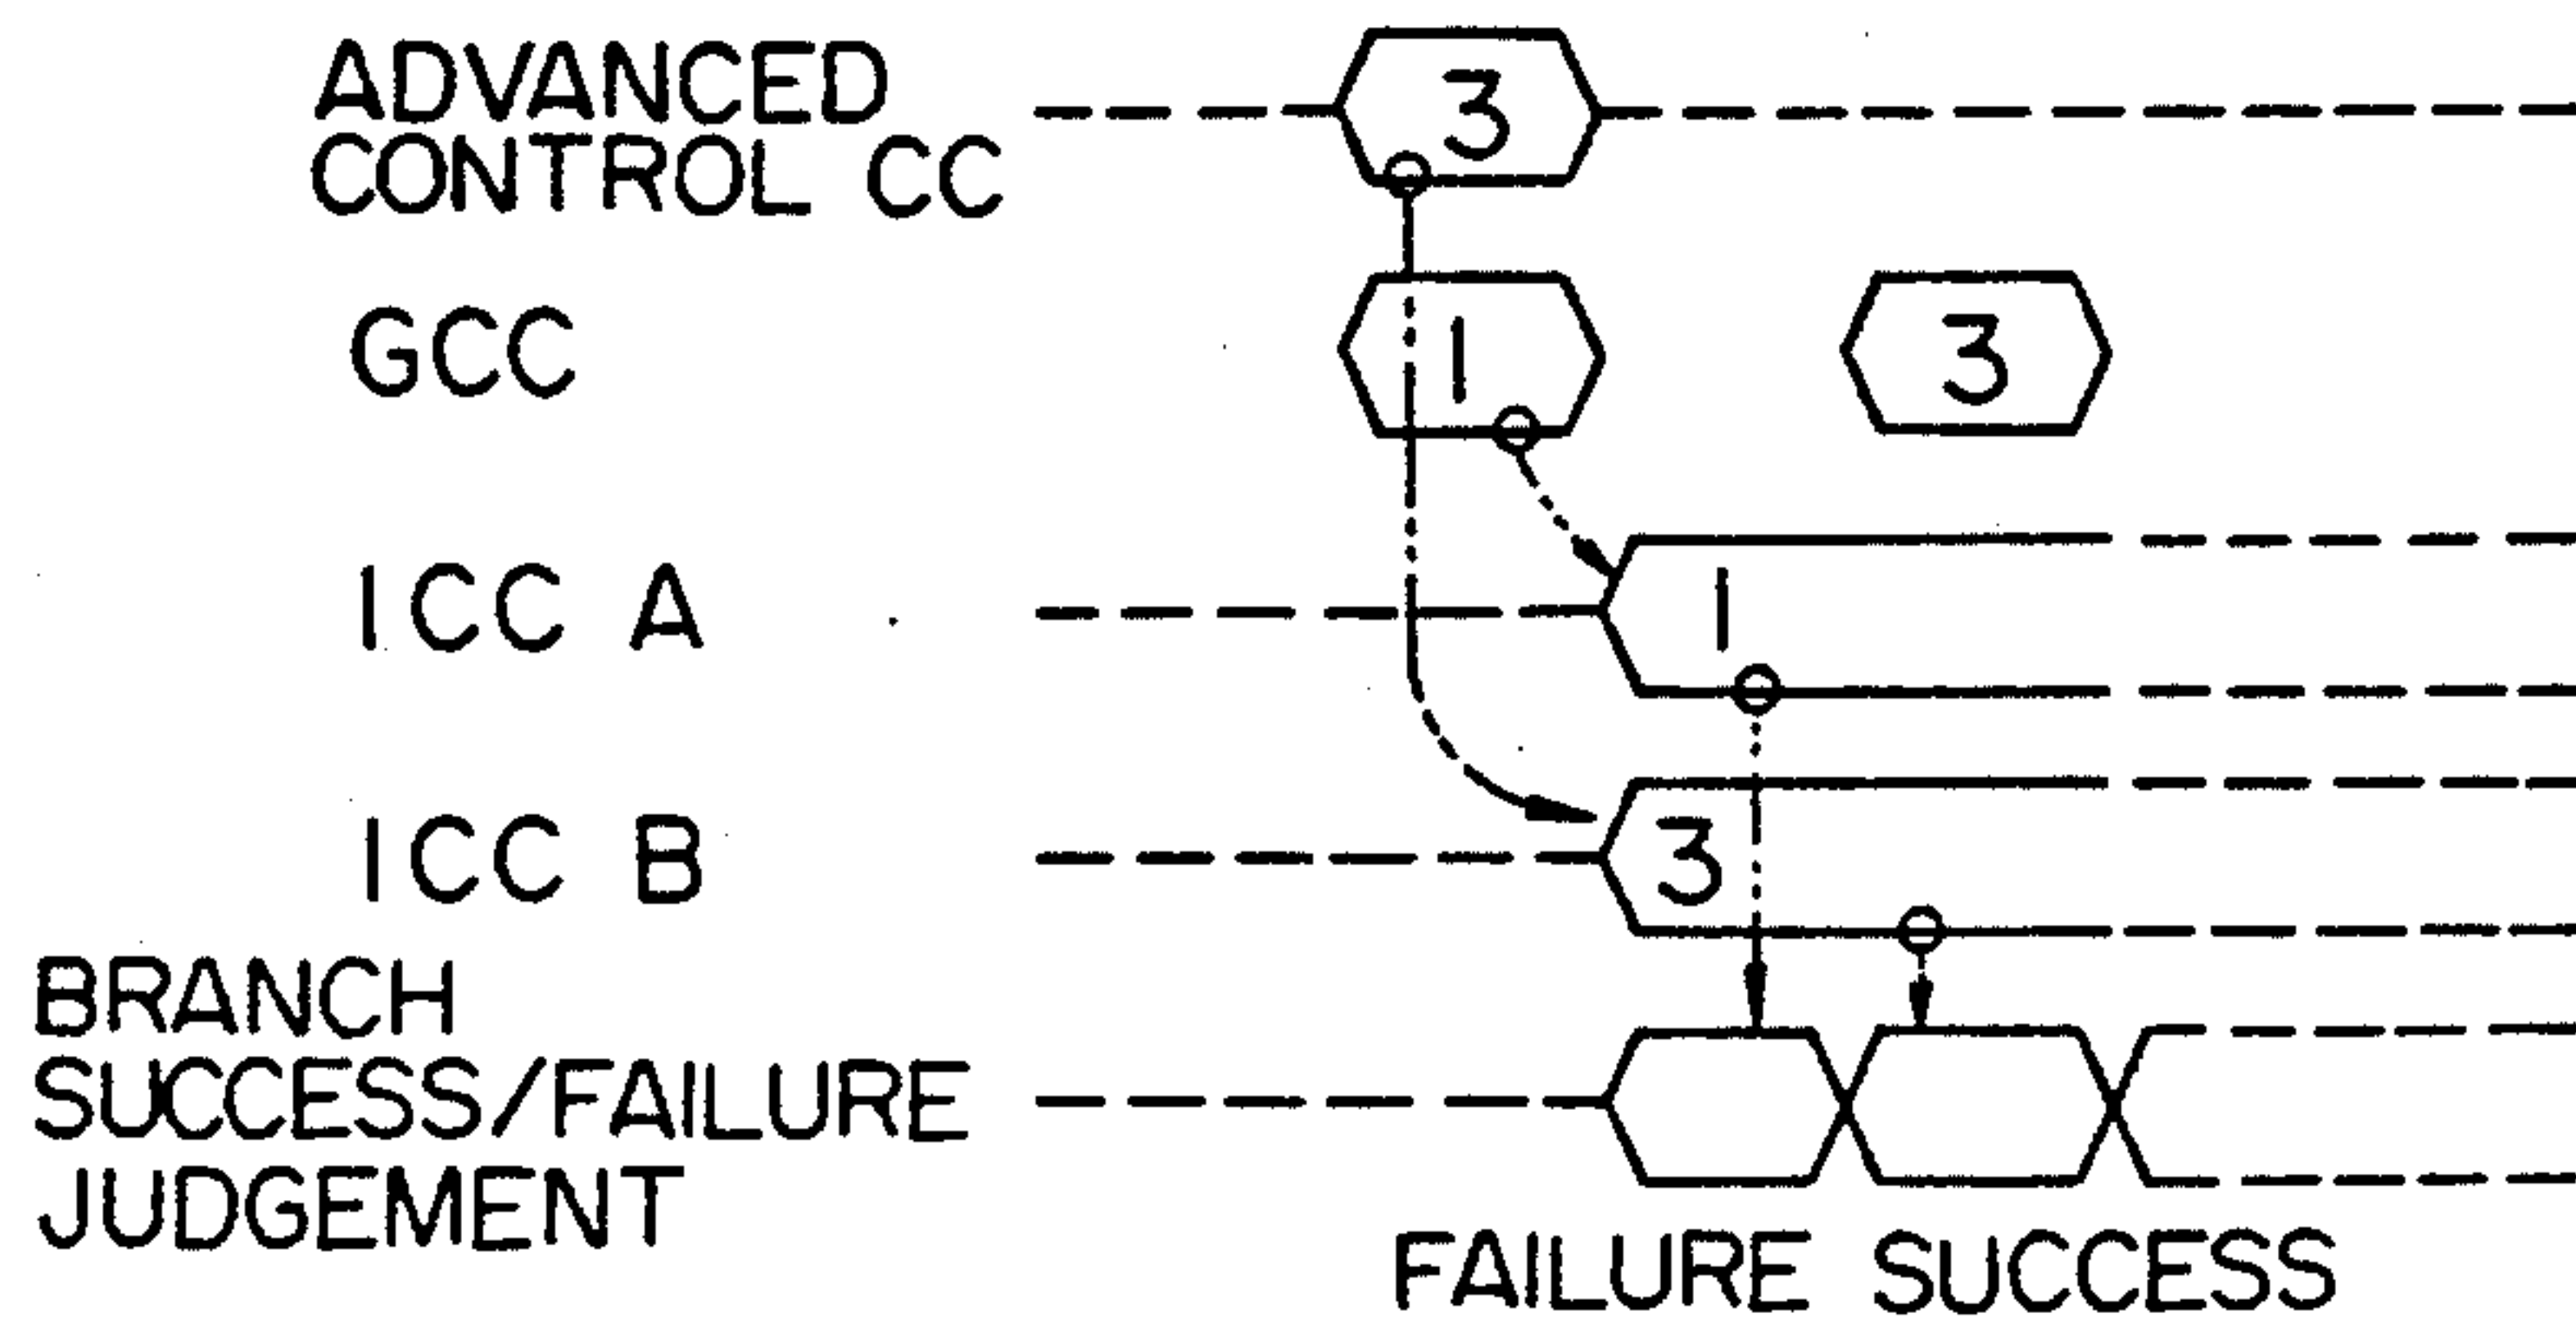 ADVANCED
CONTROL CC
3
GCC
1
3
ICC A
1
ICC B
3
BRANCH
SUCCESS/FAILURE
JUDGEMENT
FAILURE SUCCESS